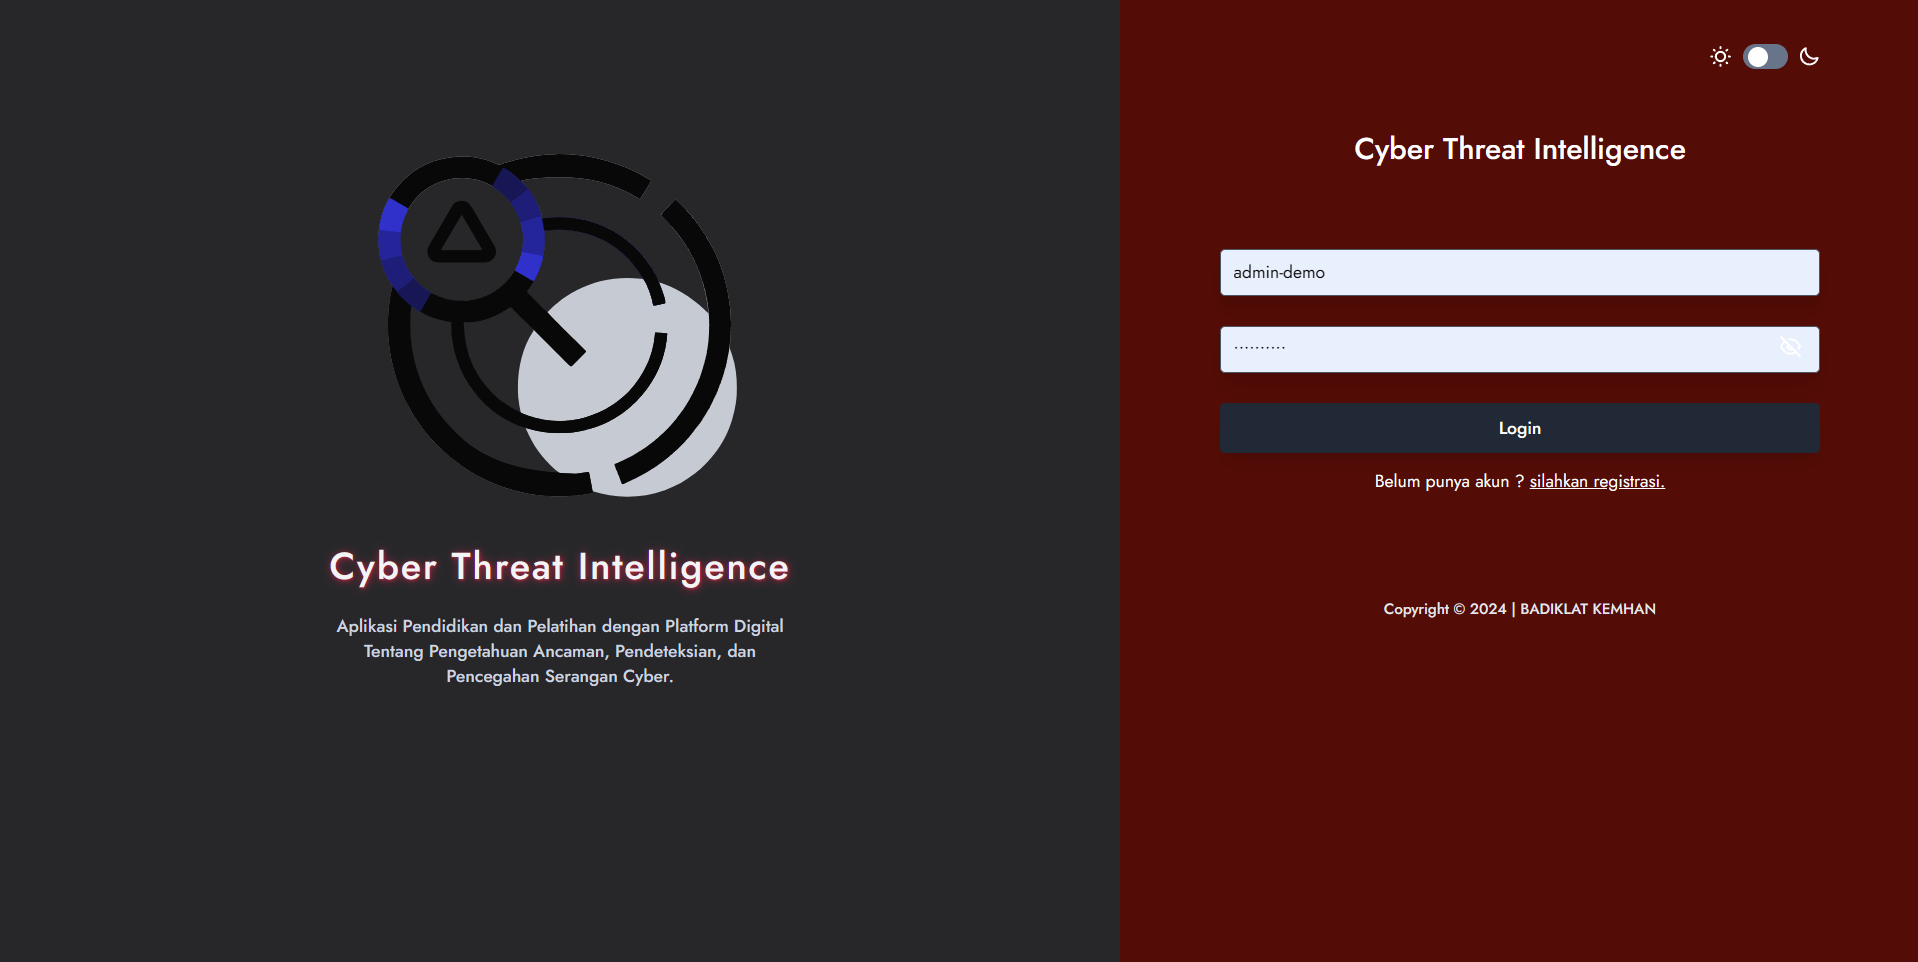 Cyber Threat Intelligence
Aplikasi Pendidikan dan Pelatihan dengan Platform Digital
Tentang Pengetahuan Ancaman, Pendeteksian, dan
Pencegahan Serangan Cyber.
Cyber Threat Intelligence
admin-demo
··········
Login
Belum punya akun ? silahkan registrasi.
Copyright © 2024 | BADIKLAT KEMHAN